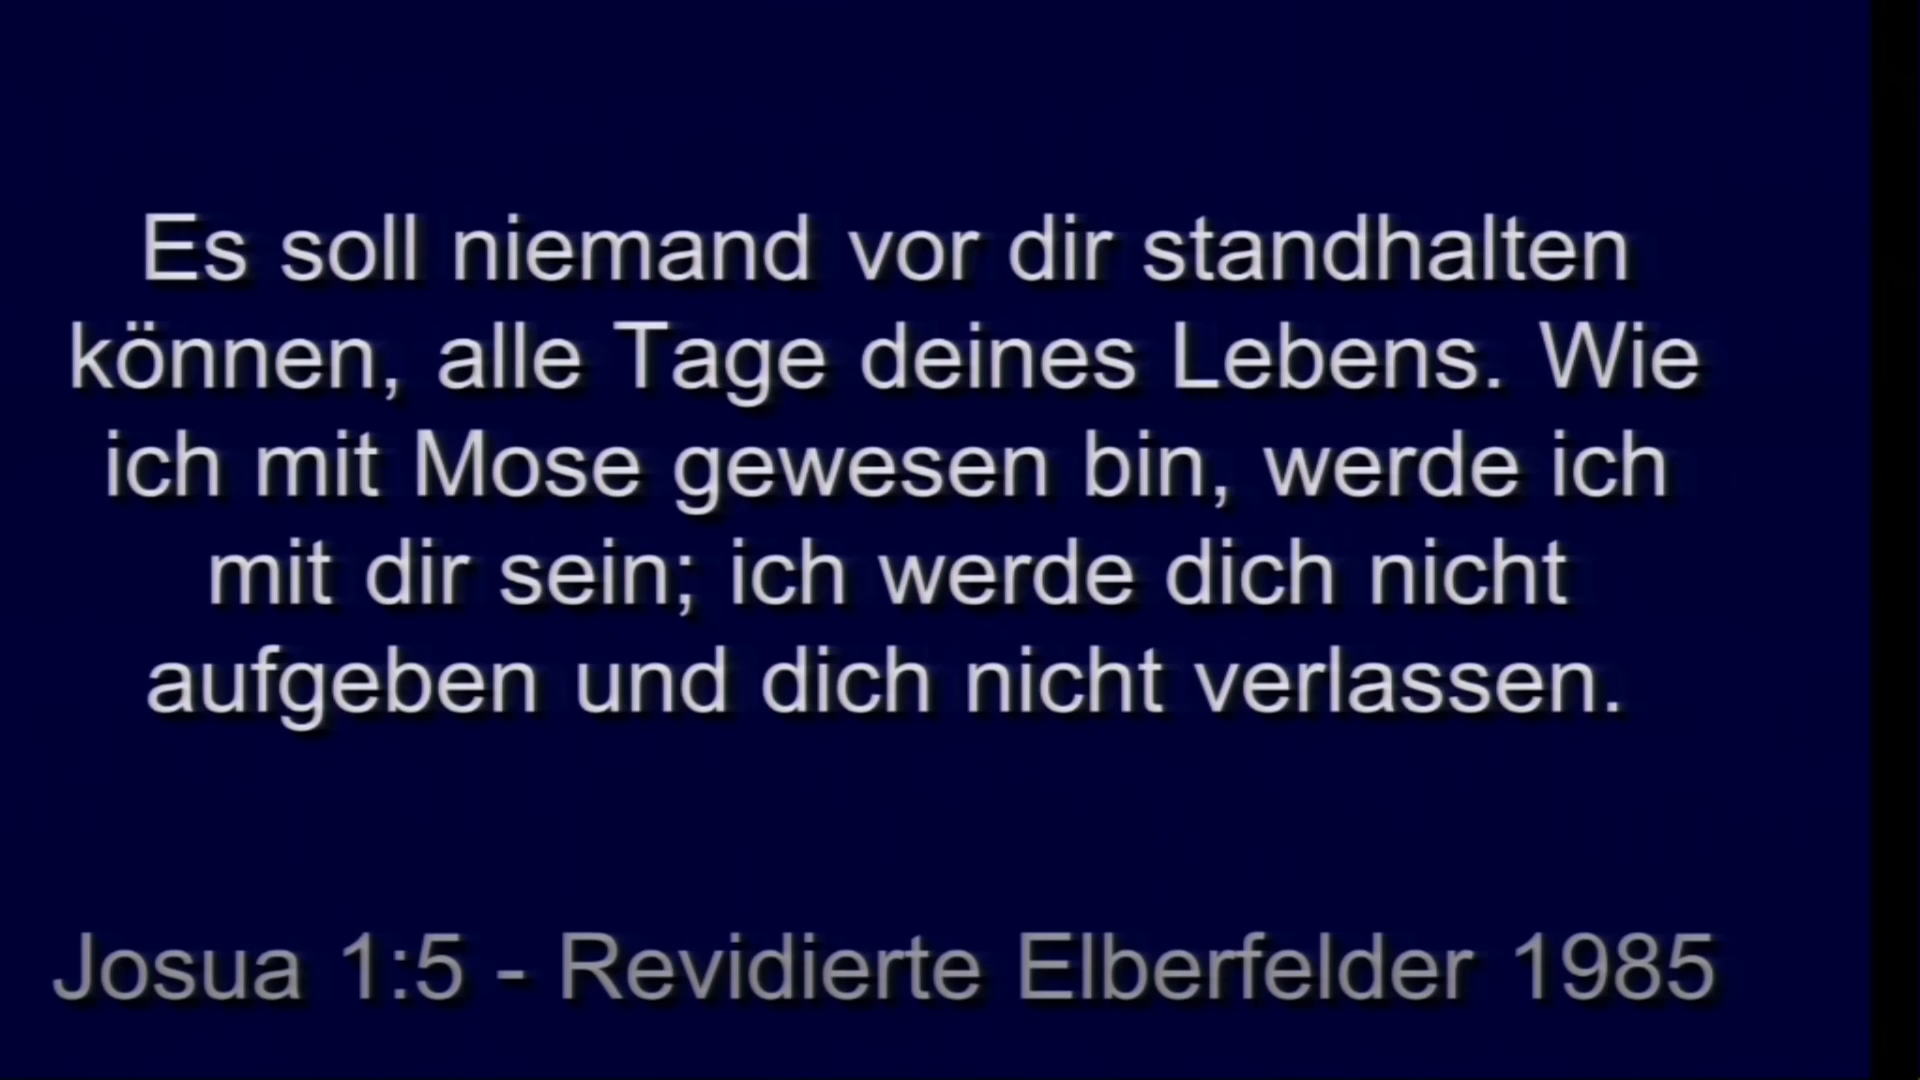 Es soll niemand vor dir standhalten
können, alle Tage deines Lebens. Wie
ich mit Mose gewesen bin, werde ich
mit dir sein; ich werde dich nicht
aufgeben und dich nicht verlassen.
Josua 1:5 - Revidierte Elberfelder 1985